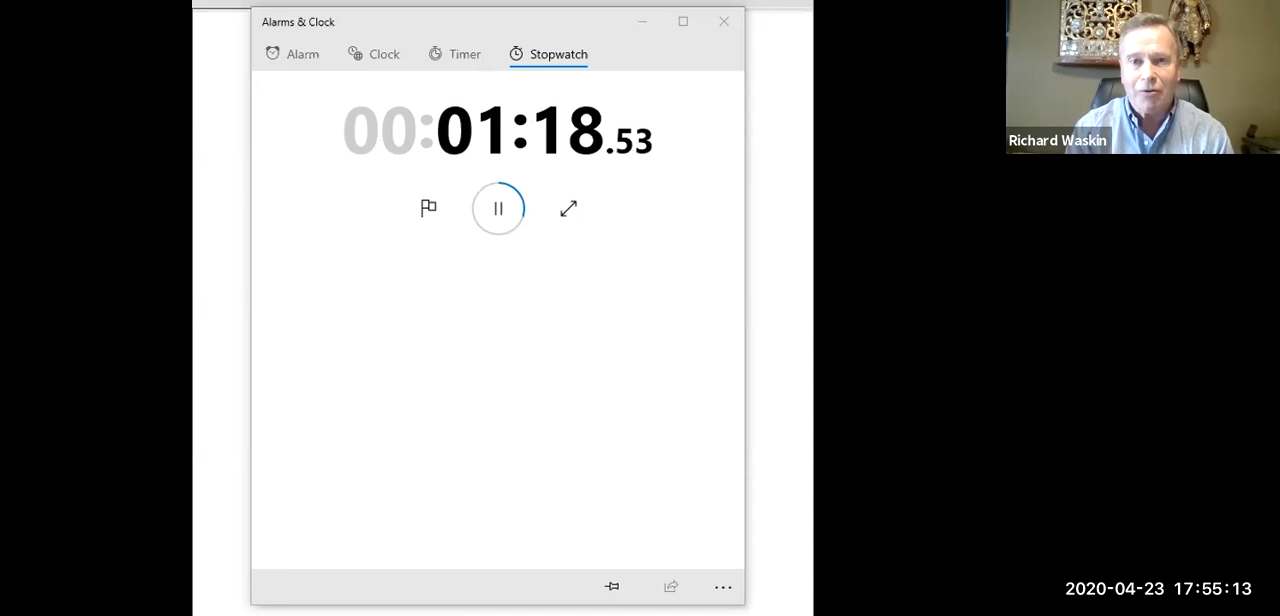 Alarms & Clock
Alarm Clock Timer Stopwatch
00:01:18.53
Richard Waskin
2020-04-23 17:55:13